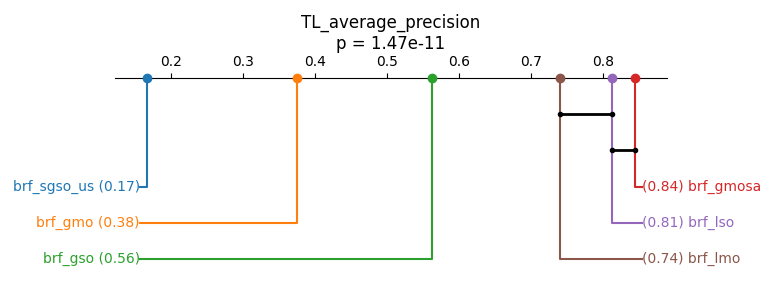 TL_average_precision
p = 1.47e-11
0.2 0.3 0.4 0.5 0.6 0.7 0.8
brf_sgso_us (0.17) (0.84) brf_gmosa
brf_gmo (0.38) (0.81) brf_lso
brf_gso (0.56) (0.74) brf_lmo